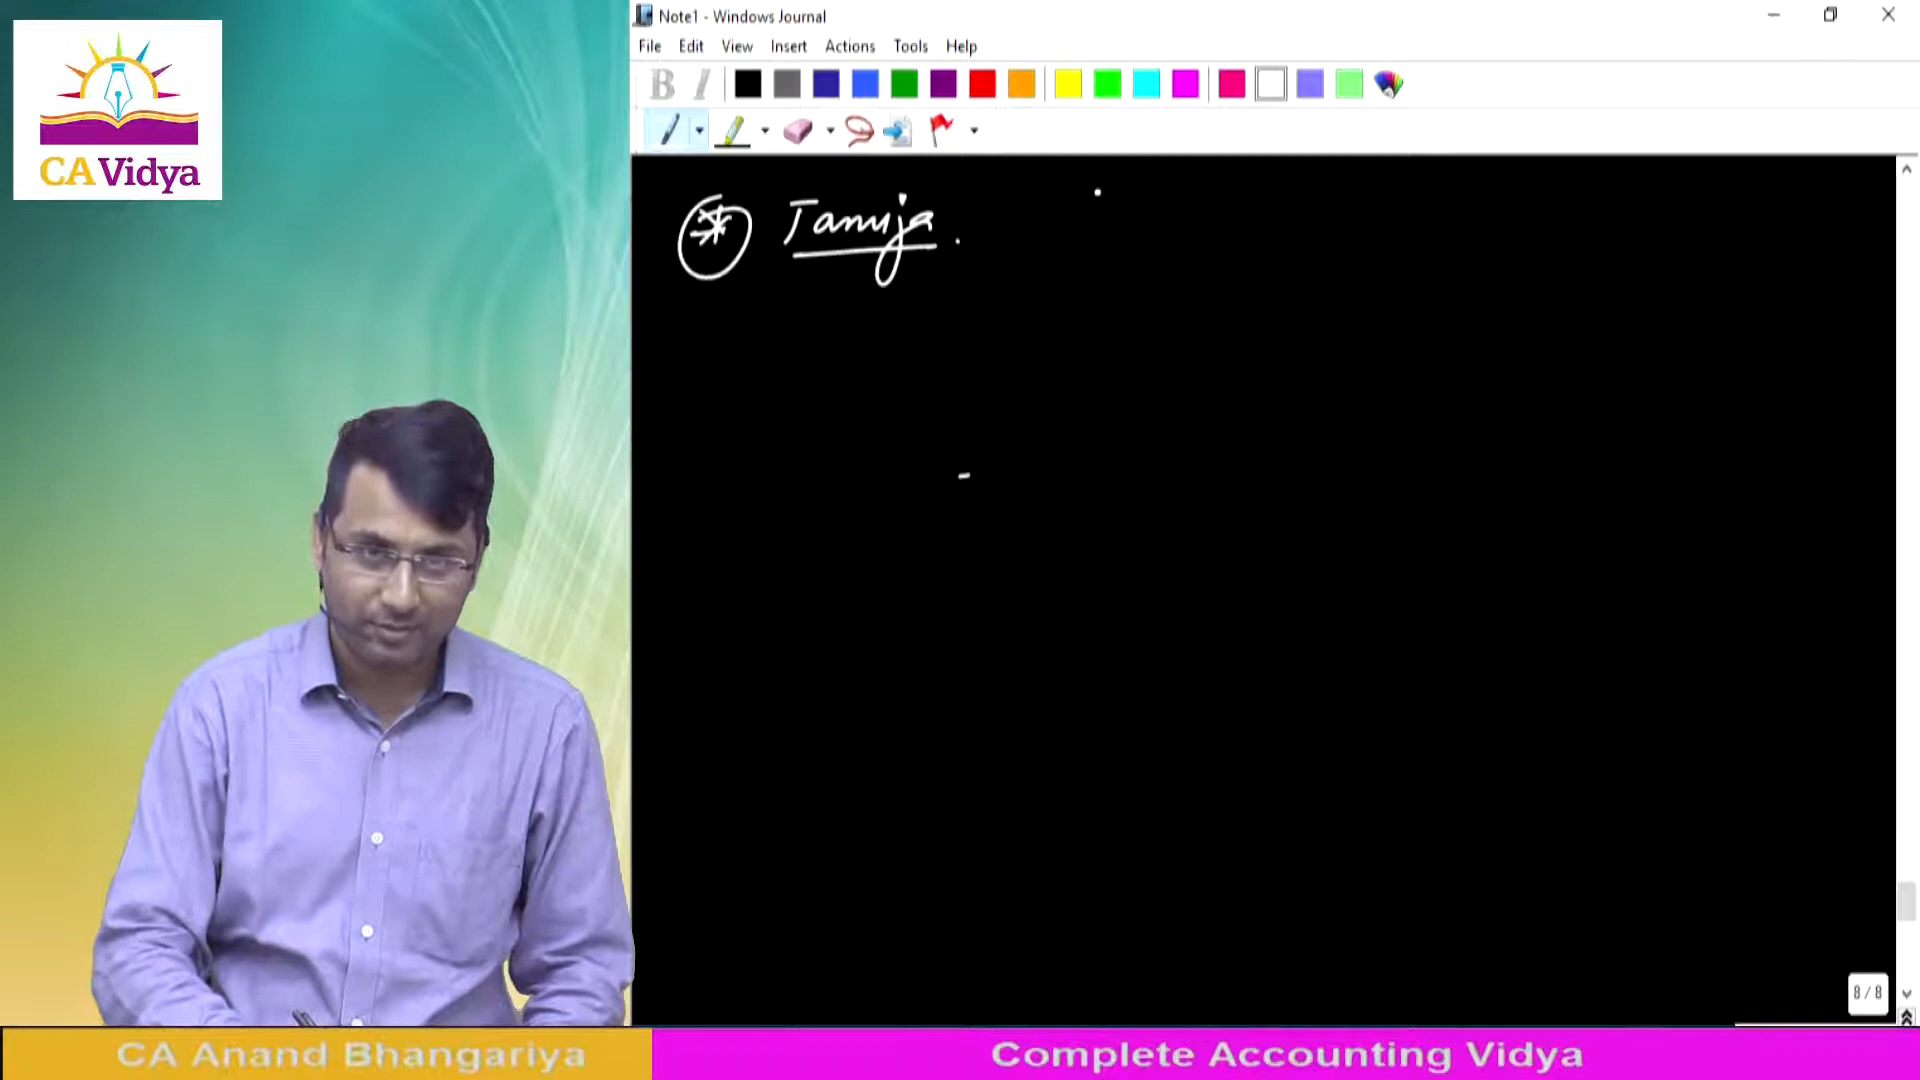 CA Vidya
Note1 - Windows Journal
File Edit View Insert Actions Tools Help
B I
* Tanuja.
8 / 8
CA Anand Bhangariya
Complete Accounting Vidya